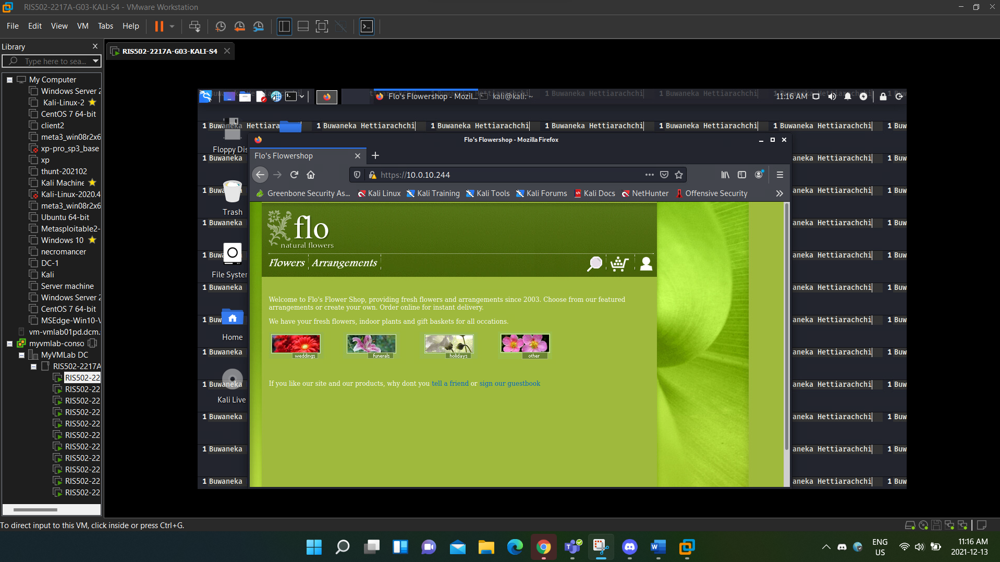 RIS502-2217A-G03-KALI-S4 - VMware Workstation
File Edit View VM Tabs Help
Library
Type here to sea...
My Computer
Windows Server 2
Kali-Linux-2
CentOS 7 64-bit
client2
meta3_win08r2x6
xp-pro_sp3_base
xp
thunt-202102
Kali Machine
Kali-Linux-2020.4
meta3_win08r2x6
Ubuntu 64-bit
Metasploitable2-
Windows 10
necromancer
DC-1
Kali
Server machine
Windows Server 2
CentOS 7 64-bit
MSEdge-Win10-V
vm-vmlab01pd.dcm.
myvmlab-conso
MyVMLab DC
RIS502-2217A
RIS502-22
RIS502-22
RIS502-22
RIS502-22
RIS502-22
RIS502-22
RIS502-22
RIS502-22
RIS502-22
RIS502-22
RIS502-22
RIS502-2217A-G03-KALI-S4
Flo's Flowershop - Mozil... kali@kali: ~ 11:16 AM
1 Buwaneka Hettiara 1 Buwaneka Hettiarachchi 1 Buwaneka Hettiarachchi 1 Buwaneka Hettiarachchi 1 Buwaneka Hettiarachchi 1 Buwaneka Hettiarachchi 1 Buw
Floppy Dis
Trash
File System
Home
Kali Live
1 Buwaneka
1 Buwaneka
1 Buwaneka
1 Buwa
1 Buwaneka
1 Buw
1 Buwaneka
1 Buwaneka
1 Buwaneka
1 Buwaneka
1 Buwaneka
Flo's Flowershop - Mozilla Firefox
Flo's Flowershop
https://10.0.10.244
Greenbone Security As... Kali Linux Kali Training Kali Tools Kali Forums Kali Docs NetHunter Offensive Security
flo
natural flowers
Flowers Arrangements
Welcome to Flo's Flower Shop, providing fresh flowers and arrangements since 2003. Choose from our featured
arrangements or create your own. Order online for instant delivery.
We have your fresh flowers, indoor plants and gift baskets for all occations.
weddings funerals holidays other
If you like our site and our products, why dont you tell a friend or sign our guestbook
aneka Hettiarachchi 1 Buw
aneka Hettiarachchi 1 Buw
aneka Hettiarachchi 1 Buw
aneka Hettiarachchi 1 Buw
aneka Hettiarachchi 1 Buw
aneka Hettiarachchi 1 Buw
aneka Hettiarachchi 1 Buw
aneka Hettiarachchi 1 Buw
aneka Hettiarachchi 1 Buw
aneka Hettiarachchi 1 Buw
aneka Hettiarachchi 1 Buw
To direct input to this VM, click inside or press Ctrl+G.
ENG
US
11:16 AM
2021-12-13